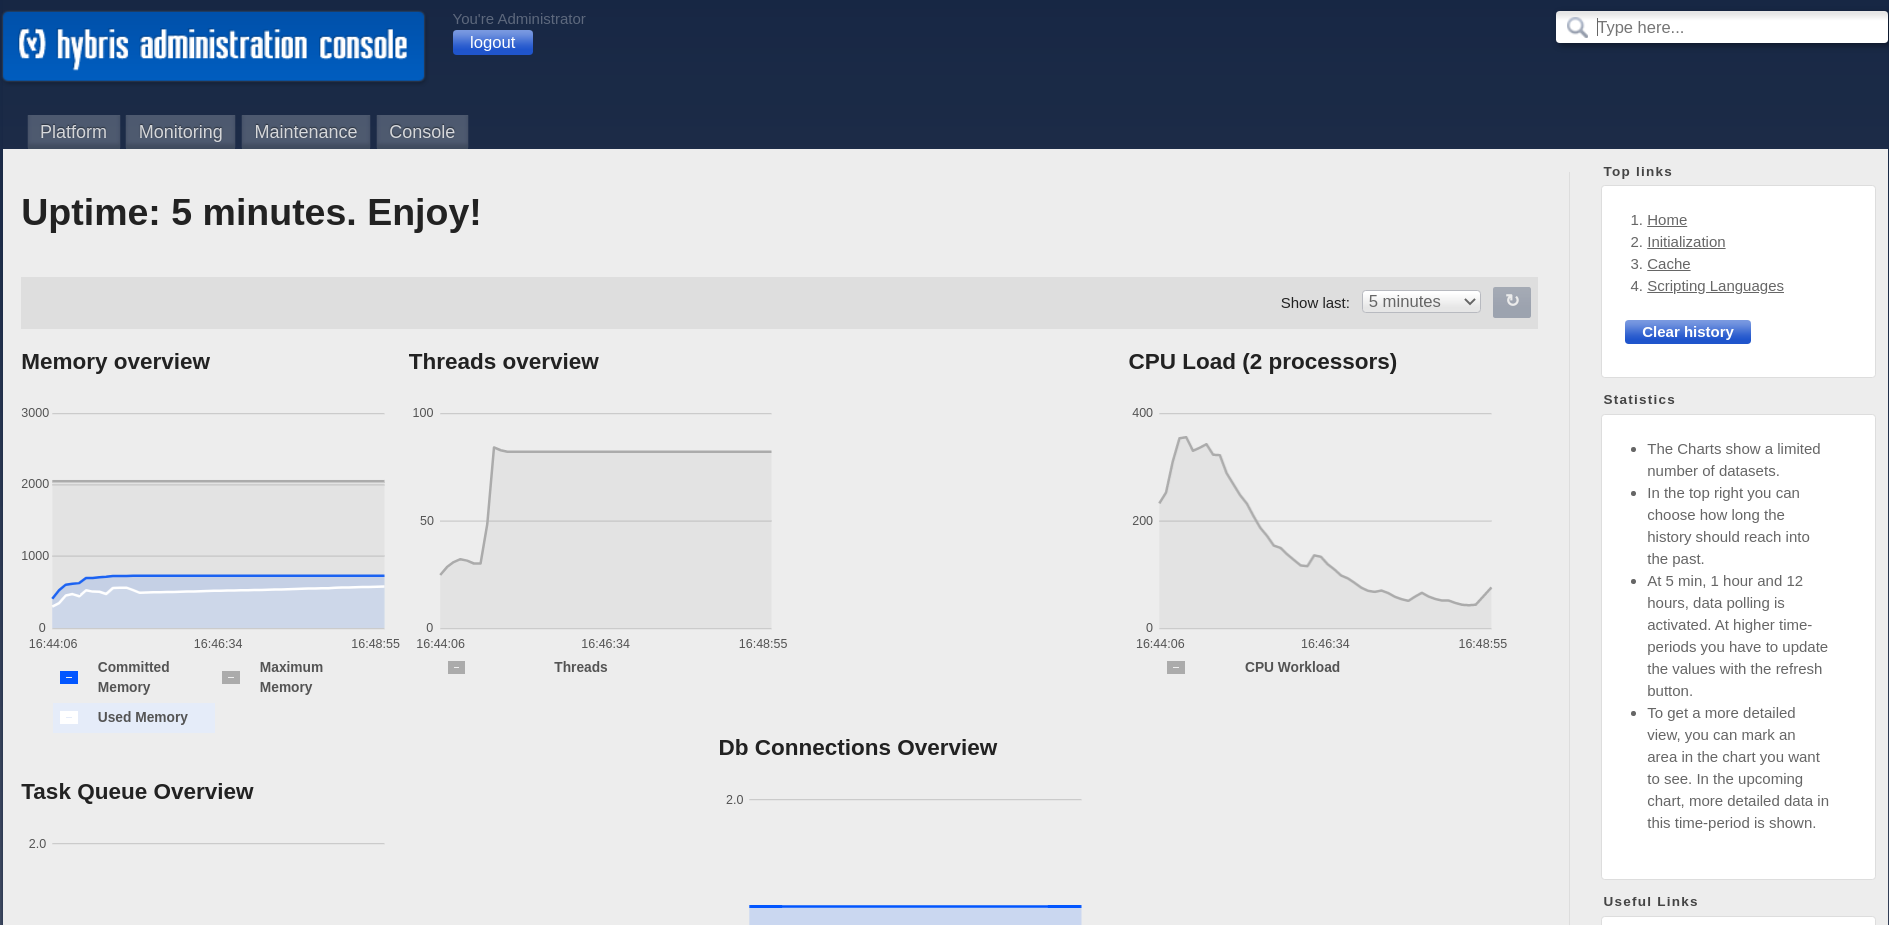 hybris administration console
You're Administrator
logout
Type here...
Platform
Monitoring
Maintenance
Console
Uptime: 5 minutes. Enjoy!
Show last:
5 minutes
Memory overview
3000
2000
1000
0
16:44:06
16:46:34
16:48:55
Committed
Memory
Maximum
Memory
Used Memory
Threads overview
100
50
0
16:44:06
16:46:34
16:48:55
Threads
CPU Load (2 processors)
400
200
0
16:44:06
16:46:34
16:48:55
CPU Workload
Task Queue Overview
2.0
Db Connections Overview
2.0
Top links
1. Home
2. Initialization
3. Cache
4. Scripting Languages
Clear history
Statistics
• The Charts show a limited
number of datasets.
• In the top right you can
choose how long the
history should reach into
the past.
• At 5 min, 1 hour and 12
hours, data polling is
activated. At higher time-
periods you have to update
the values with the refresh
button.
• To get a more detailed
view, you can mark an
area in the chart you want
to see. In the upcoming
chart, more detailed data in
this time-period is shown.
Useful Links